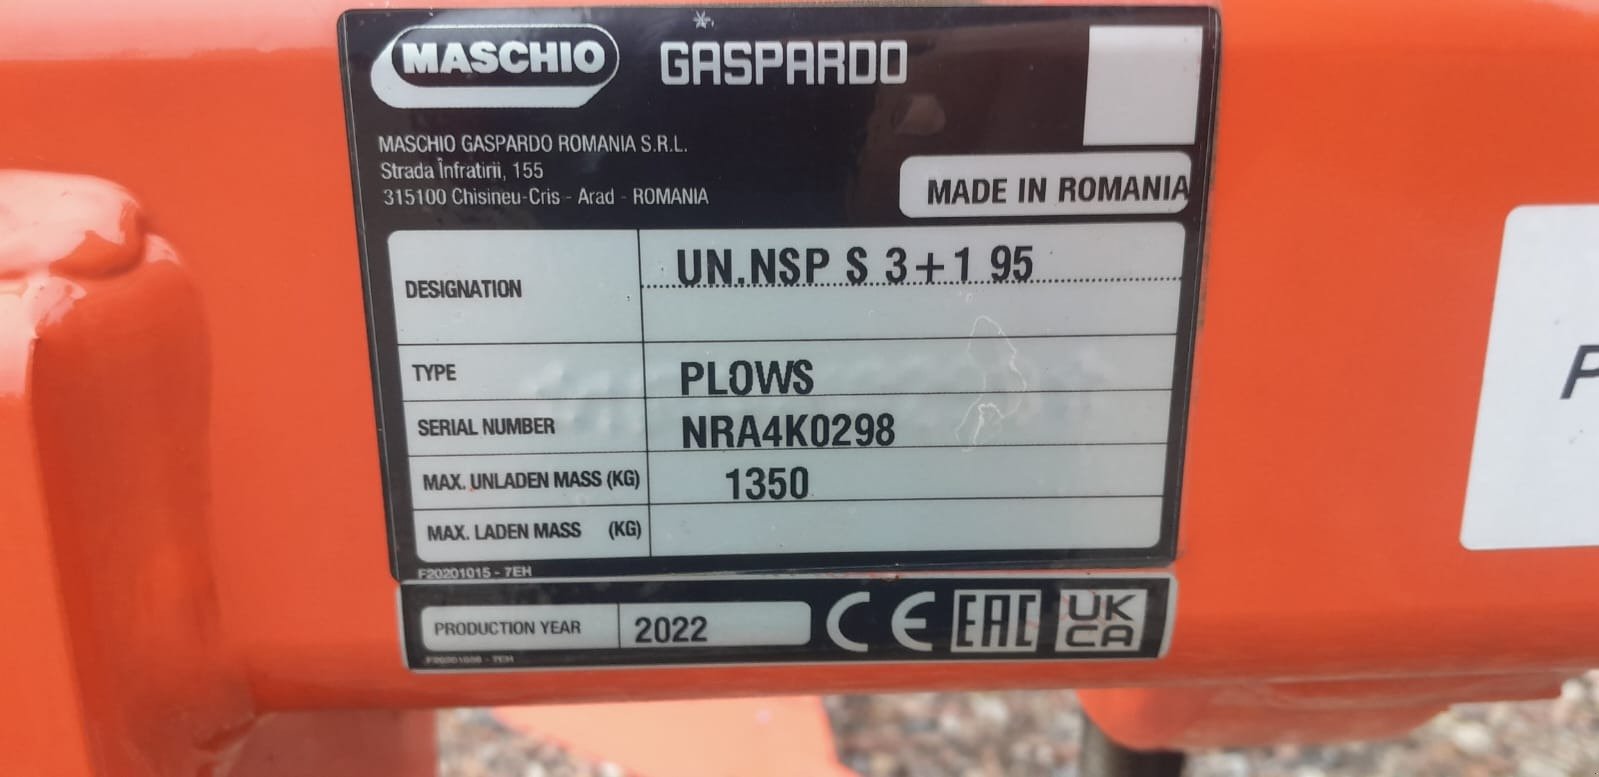 MASCHIO GASPARDO
MASCHIO GASPARDO ROMANIA S.R.L.
Strada Înfratirii, 155
315100 Chisineu-Cris - Arad - ROMANIA
MADE IN ROMANIA
DESIGNATION UN.NSP S 3+1 95
TYPE PLOWS
SERIAL NUMBER NRA4K0298
MAX. UNLADEN MASS (KG) 1350
MAX. LADEN MASS (KG)
F20201015 - 7EH
PRODUCTION YEAR 2022 CE EAC UK
CA
P